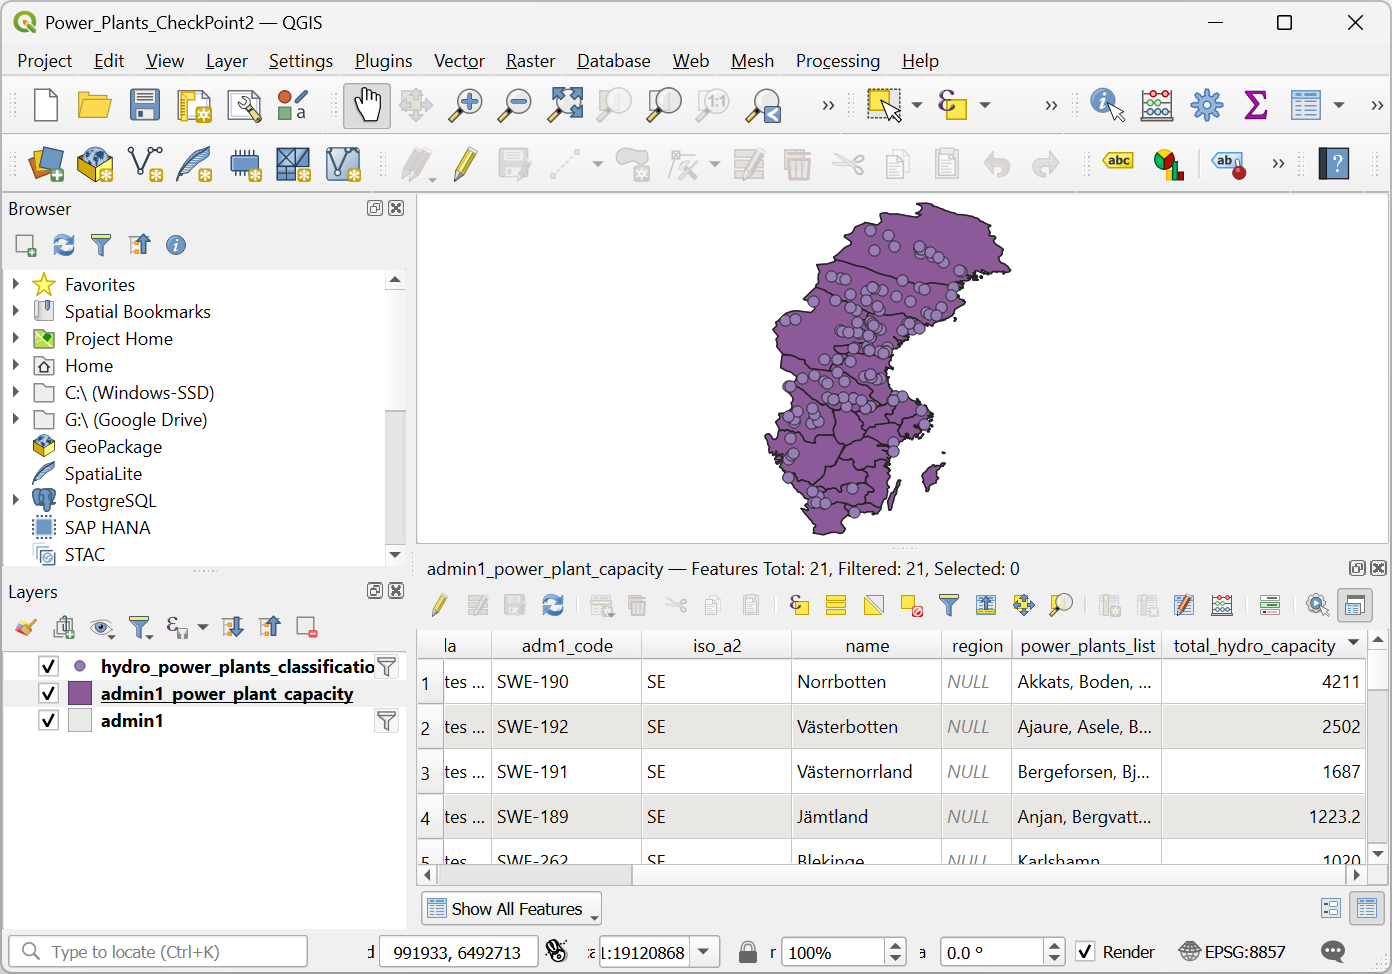 Power_Plants_CheckPoint2 — QGIS
Project Edit View Layer Settings Plugins Vector Raster Database Web Mesh Processing Help
1:1
a
abc
ab
?
Browser
Favorites
Spatial Bookmarks
Project Home
Home
C:\ (Windows-SSD)
G:\ (Google Drive)
GeoPackage
SpatiaLite
PostgreSQL
SAP HANA
STAC
Layers
hydro_power_plants_classificatio
admin1_power_plant_capacity
admin1
admin1_power_plant_capacity — Features Total: 21, Filtered: 21, Selected: 0
la adm1_code iso_a2 name region power_plants_list total_hydro_capacity
1 tes ... SWE-190 SE Norrbotten NULL Akkats, Boden, ... 4211
2 tes ... SWE-192 SE Västerbotten NULL Ajaure, Asele, B... 2502
3 tes ... SWE-191 SE Västernorrland NULL Bergeforsen, Bj... 1687
4 tes ... SWE-189 SE Jämtland NULL Anjan, Bergvatt... 1223.2
5 tes SWE-262 SE Blekinge NULL Karlshamn 1020
Show All Features
Type to locate (Ctrl+K) d 991933, 6492713 :a 1:19120868 r 100% a 0.0 ° Render EPSG:8857